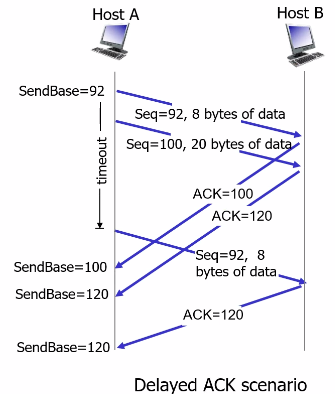 Host A
Host B
SendBase=92
Seq=92, 8 bytes of data
Seq=100, 20 bytes of data
timeout
ACK=100
ACK=120
Seq=92, 8
bytes of data
SendBase=100
SendBase=120
ACK=120
SendBase=120
Delayed ACK scenario